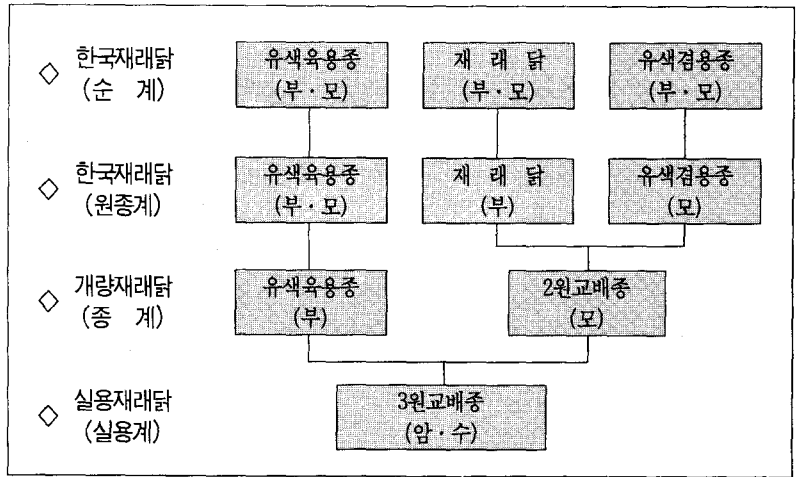 ◇ 한국재래닭 유색육용종 재 래 닭 유색겸용종
(순 계) (부·모) (부·모) (부·모)
◇ 한국재래닭 유색육용종 재 래 닭 유색겸용종
(원종계) (부·모) (부) (모)
◇ 개량재래닭 유색육용종 2원교배종
(종 계) (부) (모)
◇ 실용재래닭 3원교배종
(실용계) (암·수)